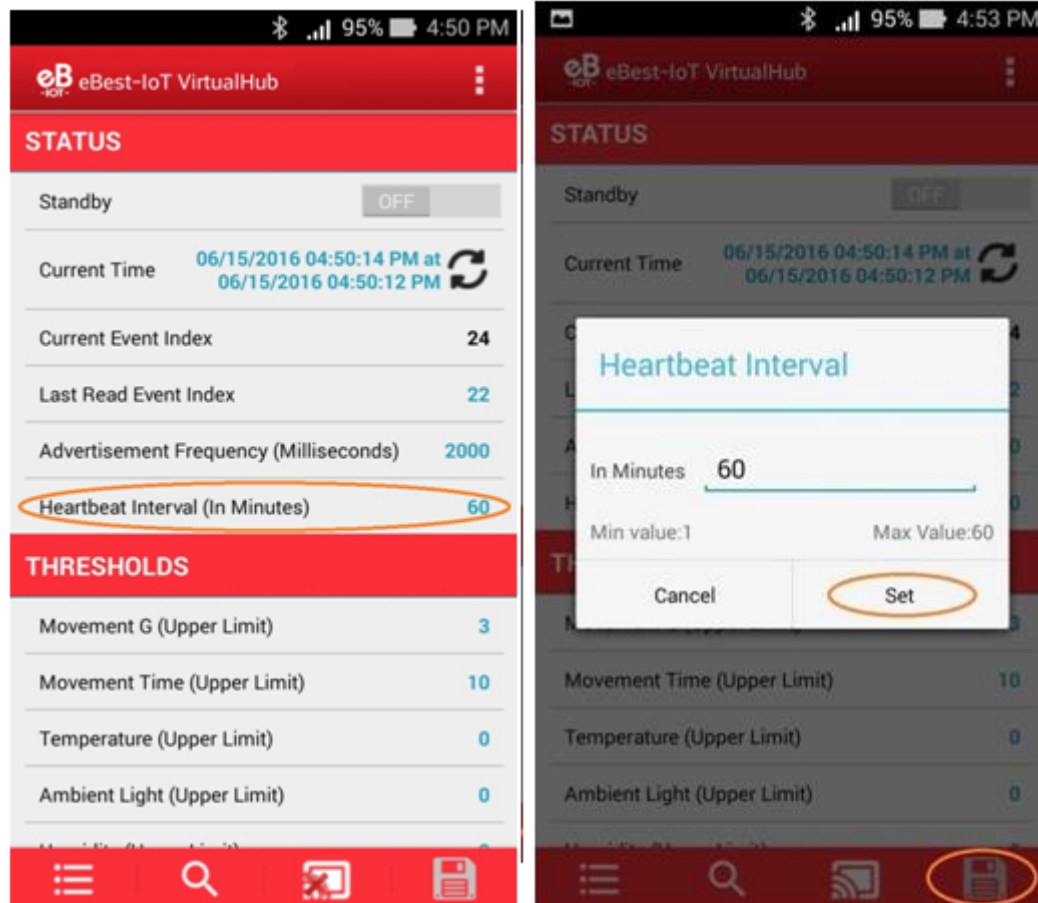 95% 4:50 PM
eB
-IOT-
eBest-IoT VirtualHub
STATUS
Standby OFF
Current Time 06/15/2016 04:50:14 PM at
06/15/2016 04:50:12 PM
Current Event Index 24
Last Read Event Index 22
Advertisement Frequency (Milliseconds) 2000
Heartbeat Interval (In Minutes) 60
THRESHOLDS
Movement G (Upper Limit) 3
Movement Time (Upper Limit) 10
Temperature (Upper Limit) 0
Ambient Light (Upper Limit) 0
95% 4:53 PM
eB
-IOT-
eBest-IoT VirtualHub
STATUS
Standby OFF
Current Time 06/15/2016 04:50:14 PM at
06/15/2016 04:50:12 PM
Heartbeat Interval
In Minutes 60
Min value:1 Max Value:60
Cancel Set
Movement Time (Upper Limit) 10
Temperature (Upper Limit) 0
Ambient Light (Upper Limit) 0